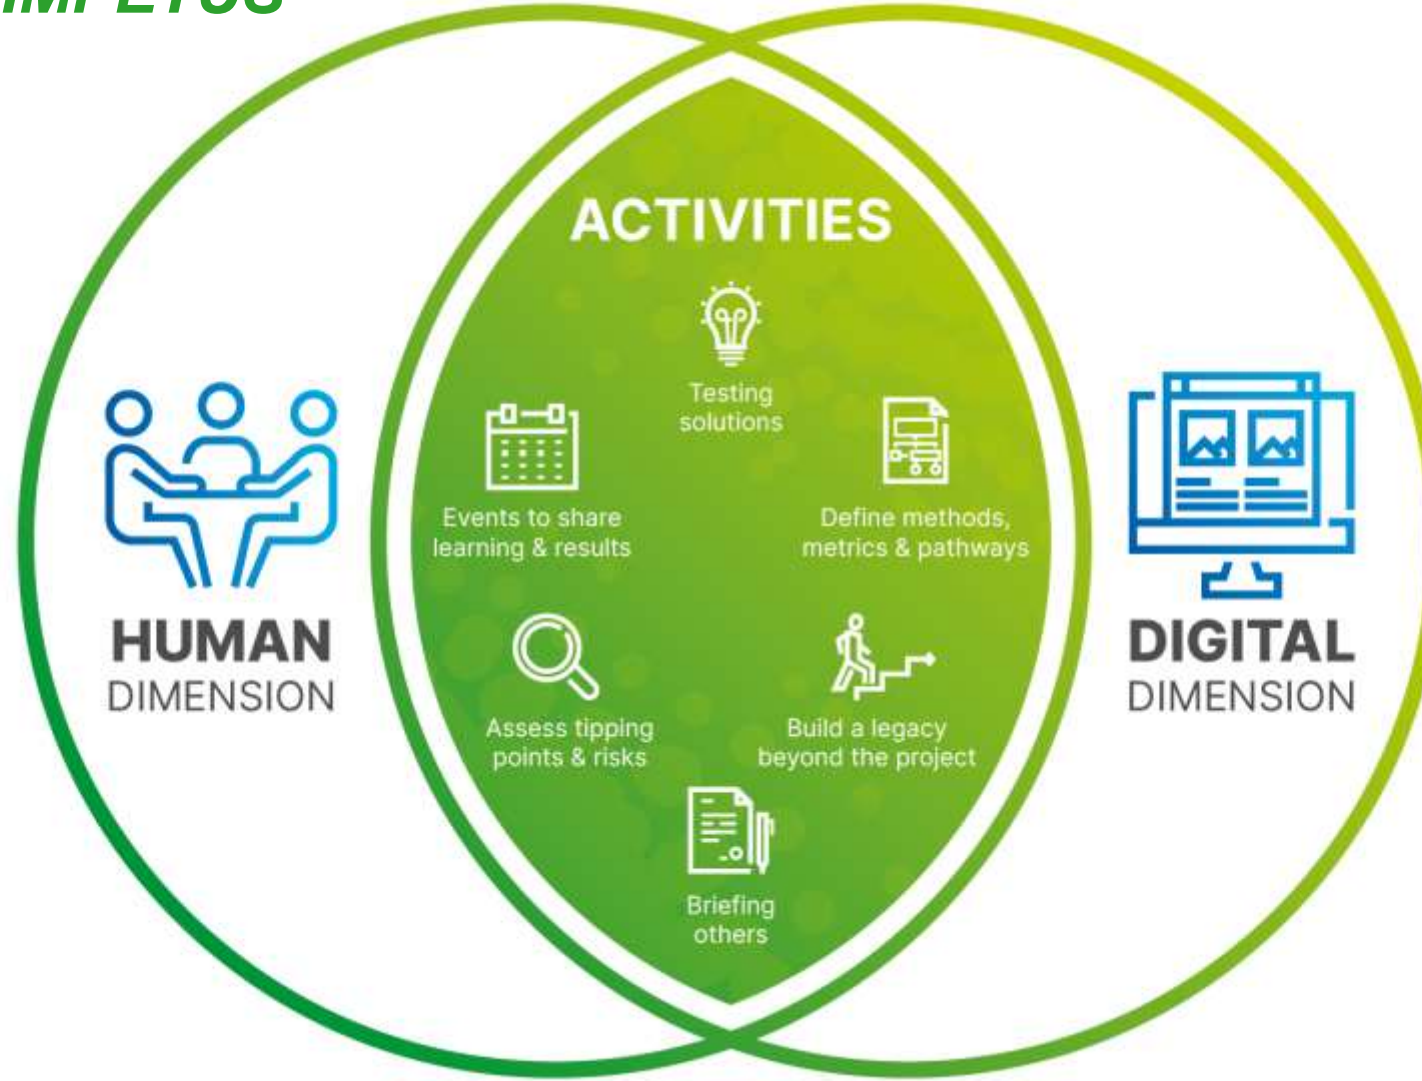 IMPETUS
ACTIVITIES
Testing
solutions
Events to share
learning & results
Define methods,
metrics & pathways
HUMAN
DIMENSION
DIGITAL
DIMENSION
Assess tipping
points & risks
Build a legacy
beyond the project
Briefing
others